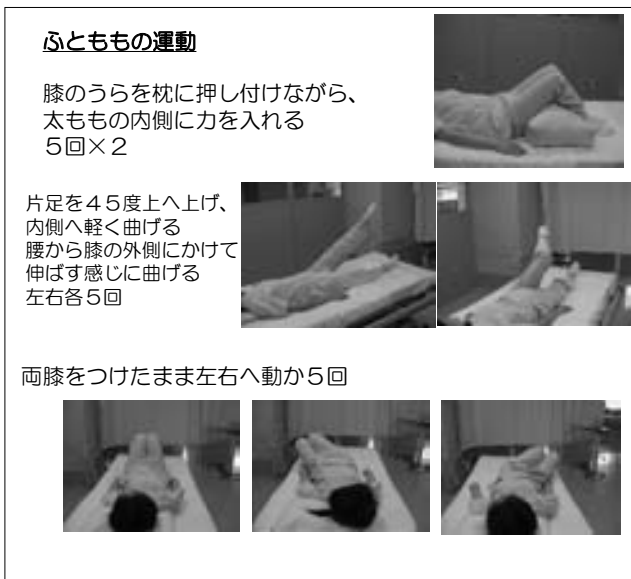 ふとももの運動
膝のうらを枕に押し付けながら、
太ももの内側に力を入れる
５回×２
片足を４５度上へ上げ、
内側へ軽く曲げる
腰から膝の外側にかけて
伸ばす感じに曲げる
左右各５回
両膝をつけたまま左右へ動か５回